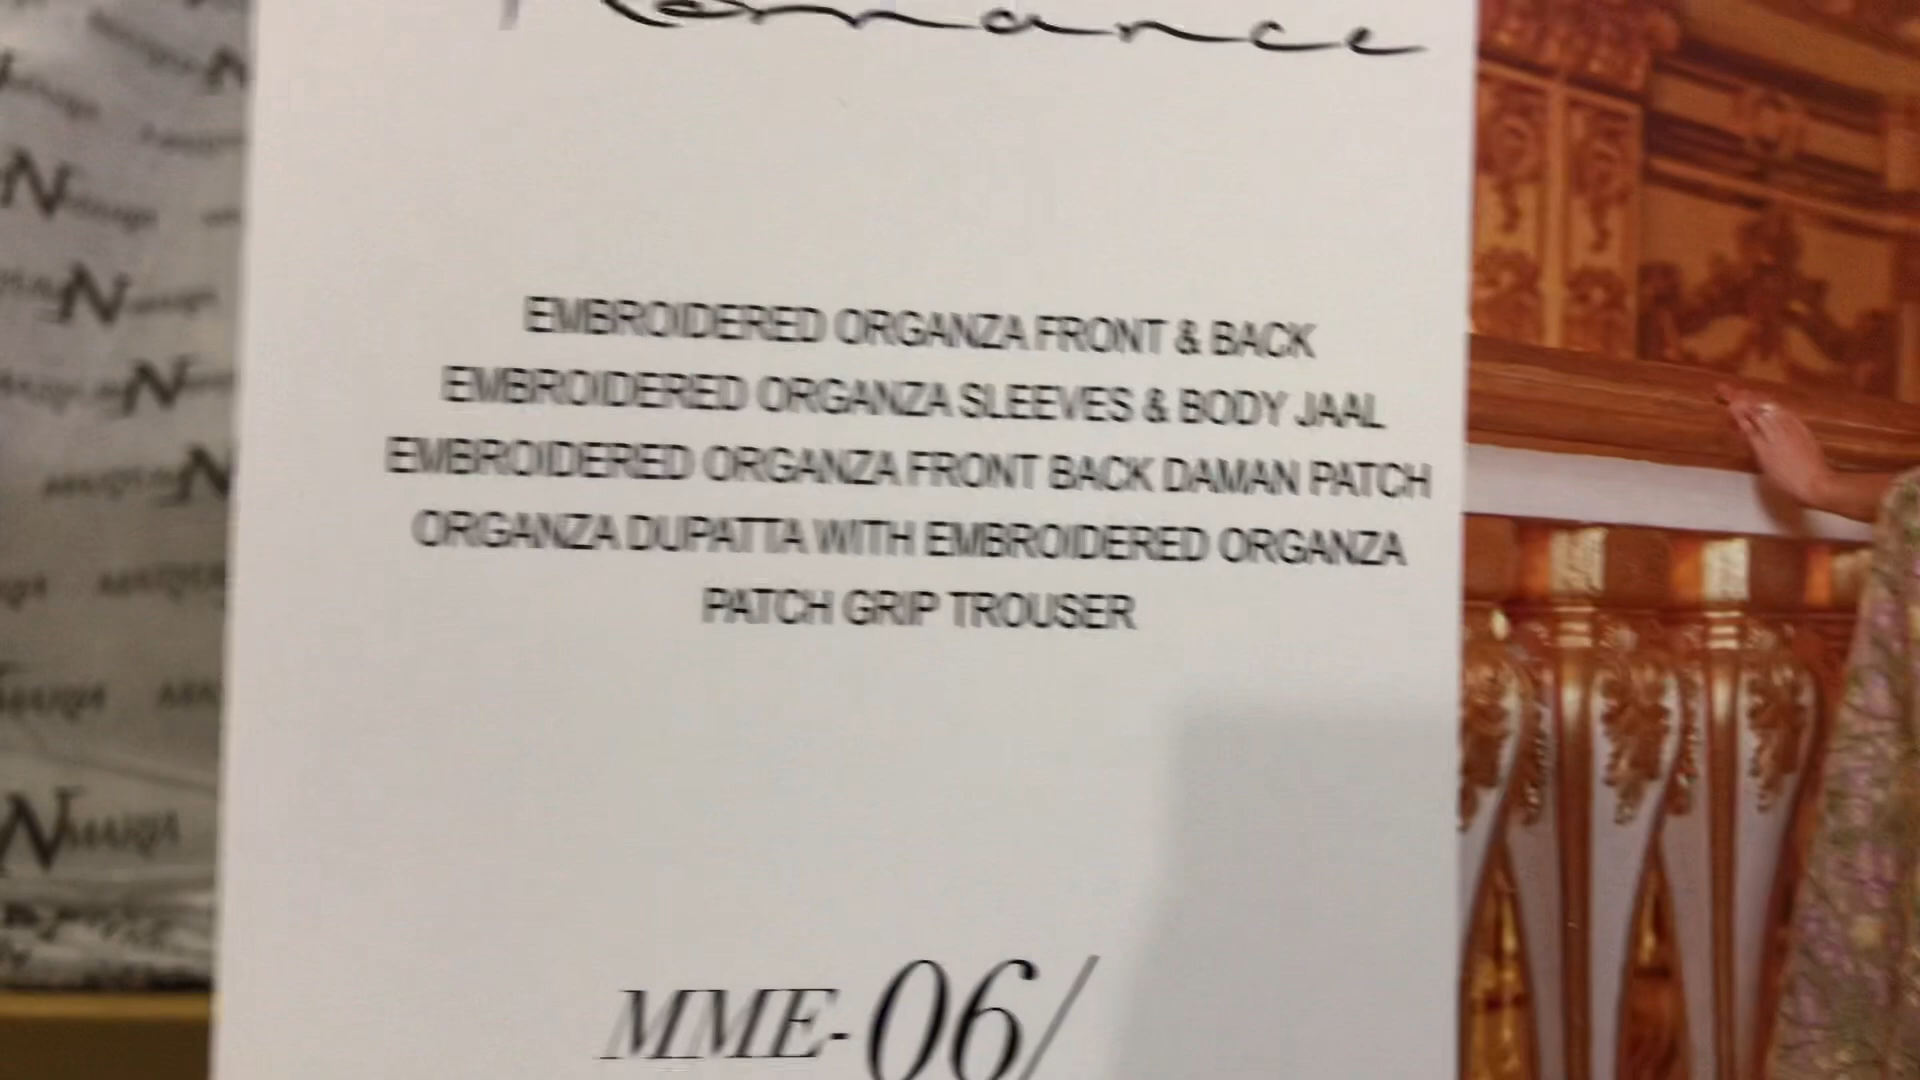 Romance
EMBROIDERED ORGANZA FRONT & BACK
EMBROIDERED ORGANZA SLEEVES & BODY JAAL
EMBROIDERED ORGANZA FRONT BACK DAMAN PATCH
ORGANZA DUPATTA WITH EMBROIDERED ORGANZA
PATCH GRIP TROUSER
MME-06/